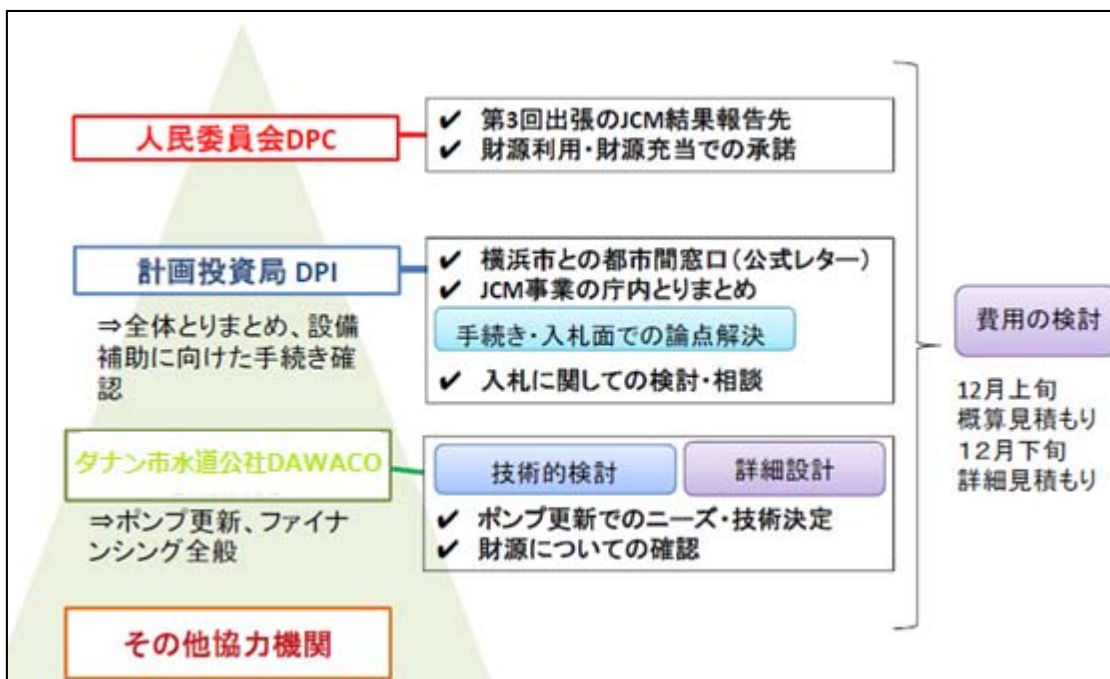 人民委員会DPC
✔ 第3回出張のJCM結果報告先
✔ 財源利用・財源充当での承諾
計画投資局 DPI
⇒全体とりまとめ、設備
補助に向けた手続き確
認
✔ 横浜市との都市間窓口(公式レター)
✔ JCM事業の庁内とりまとめ
手続き・入札面での論点解決
✔ 入札に関しての検討・相談
ダナン市水道公社DAWACO
⇒ポンプ更新、ファイナ
ンシング全般
技術的検討
詳細設計
✔ ポンプ更新でのニーズ・技術決定
✔ 財源についての確認
その他協力機関
費用の検討
12月上旬
概算見積もり
12月下旬
詳細見積もり